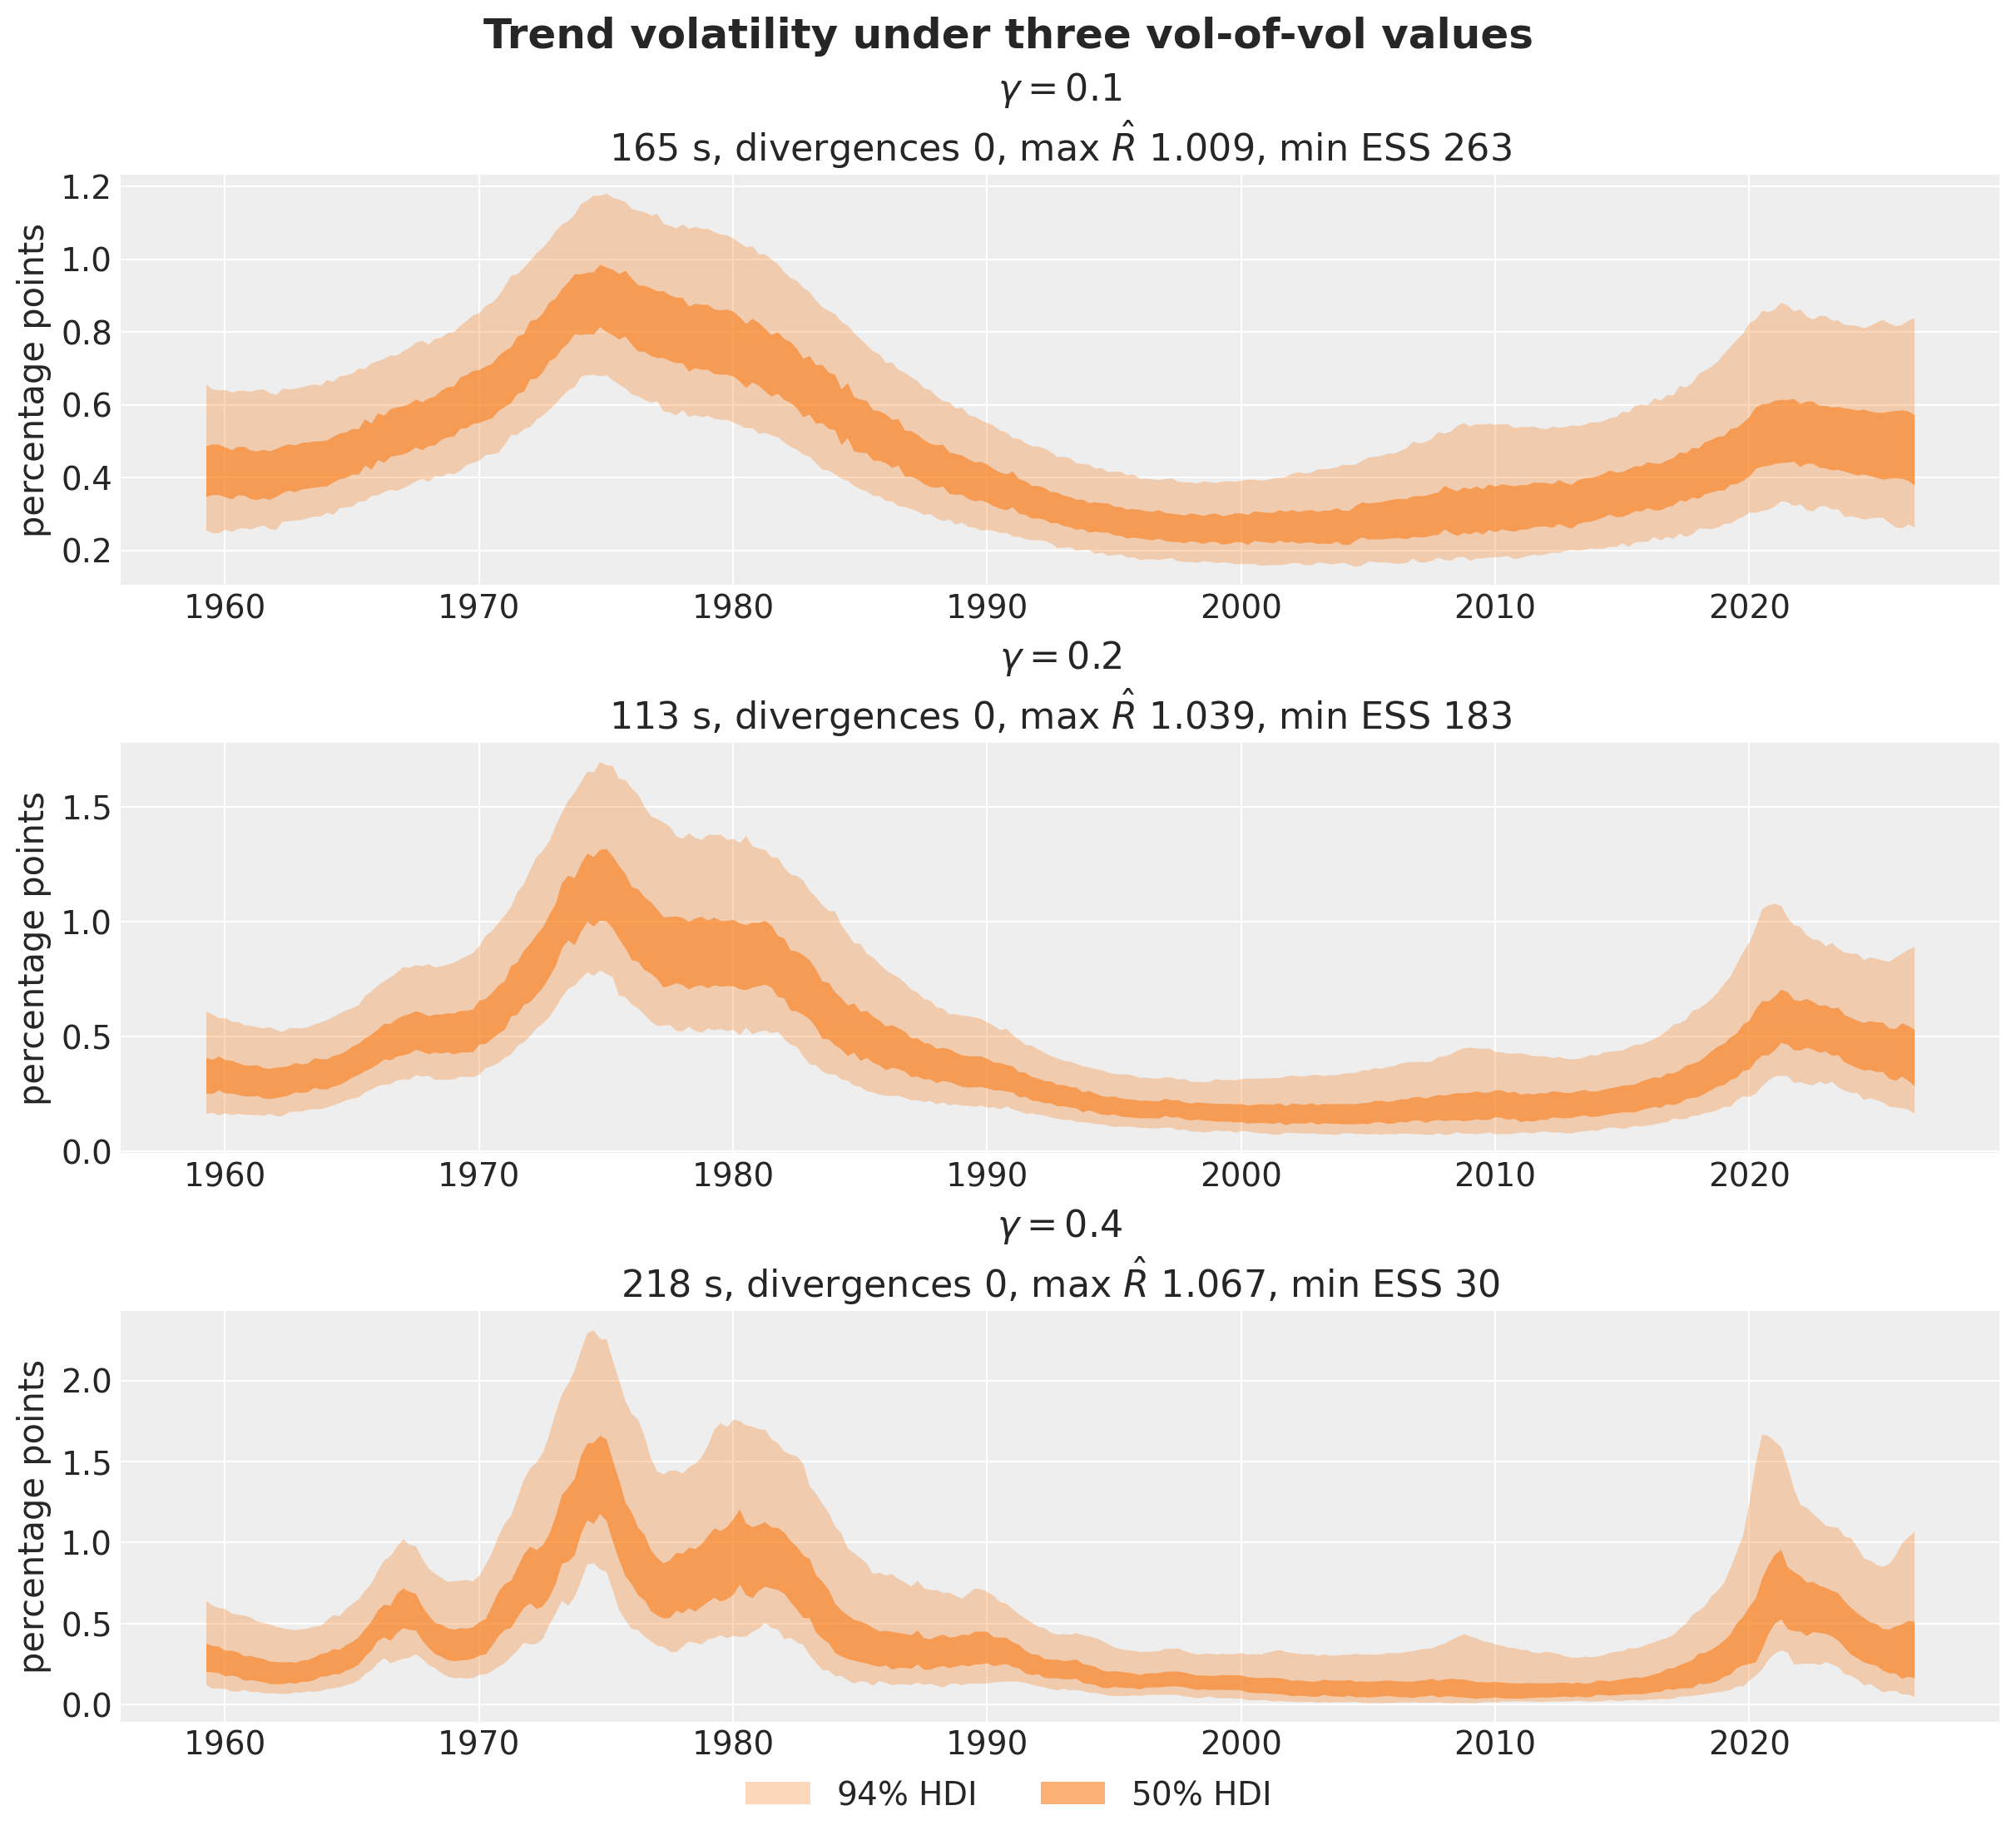 Trend volatility under three vol-of-vol values
γ = 0.1
165 s, divergences 0, max R̂ 1.009, min ESS 263
percentage points
1.2
1.0
0.8
0.6
0.4
0.2
1960 1970 1980 1990 2000 2010 2020
γ = 0.2
113 s, divergences 0, max R̂ 1.039, min ESS 183
percentage points
1.5
1.0
0.5
0.0
1960 1970 1980 1990 2000 2010 2020
γ = 0.4
218 s, divergences 0, max R̂ 1.067, min ESS 30
percentage points
2.0
1.5
1.0
0.5
0.0
1960 1970 1980 1990 2000 2010 2020
94% HDI 50% HDI